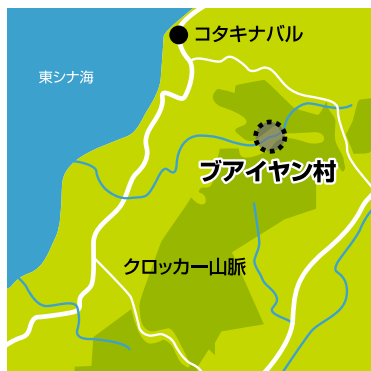 コタキナバル
東シナ海
ブアイヤン村
クロッカー山脈